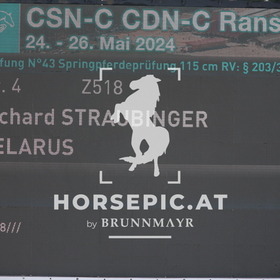 CSN-C CDN-C Rans
24. - 26. Mai 2024
fung N°43 Springpferdeprüfung 115 cm RV: § 203/3
. 4 Z518
chard STRAUBINGER
ELARUS
HORSEPIC.AT
by BRUNNMAYR
8///